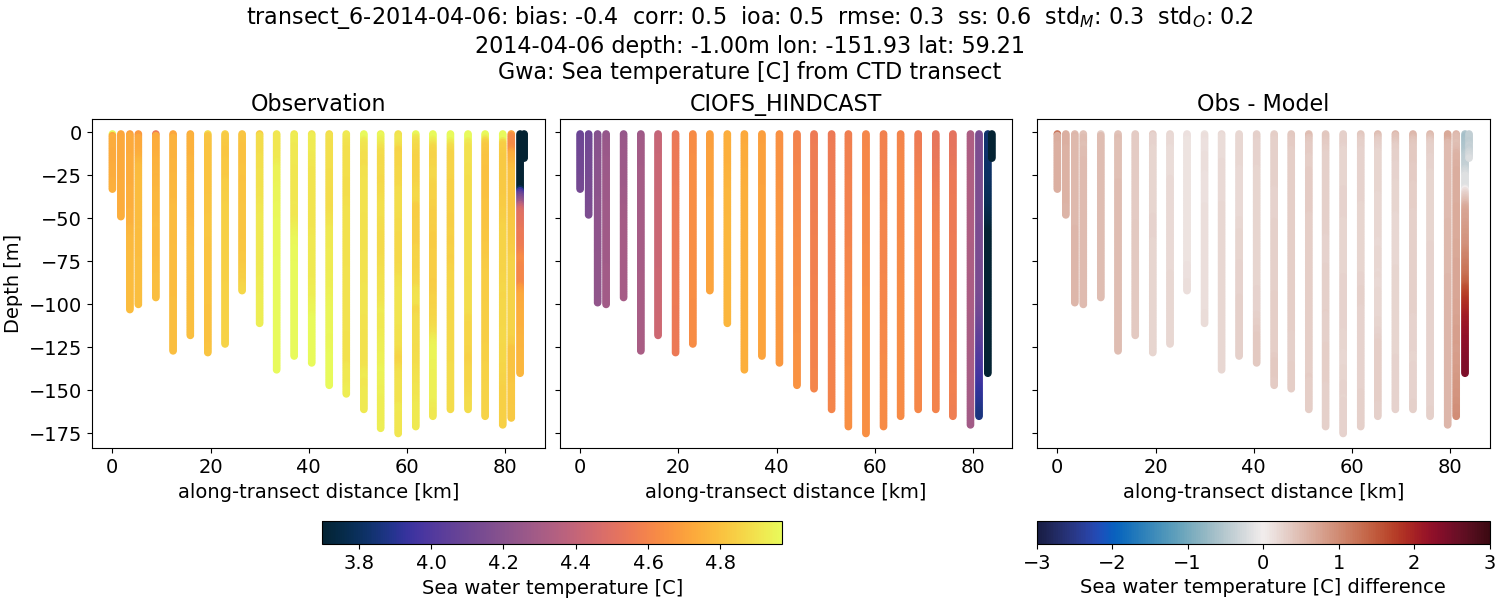 transect_6-2014-04-06: bias: -0.4  corr: 0.5  ioa: 0.5  rmse: 0.3  ss: 0.6  std_M: 0.3  std_O: 0.2
2014-04-06 depth: -1.00m lon: -151.93 lat: 59.21
Gwa: Sea temperature [C] from CTD transect
Observation
CIOFS_HINDCAST
Obs - Model
Depth [m]
0
−25
−50
−75
−100
−125
−150
−175
0 20 40 60 80
0 20 40 60 80
0 20 40 60 80
along-transect distance [km]
along-transect distance [km]
along-transect distance [km]
3.8 4.0 4.2 4.4 4.6 4.8
Sea water temperature [C]
−3 −2 −1 0 1 2 3
Sea water temperature [C] difference